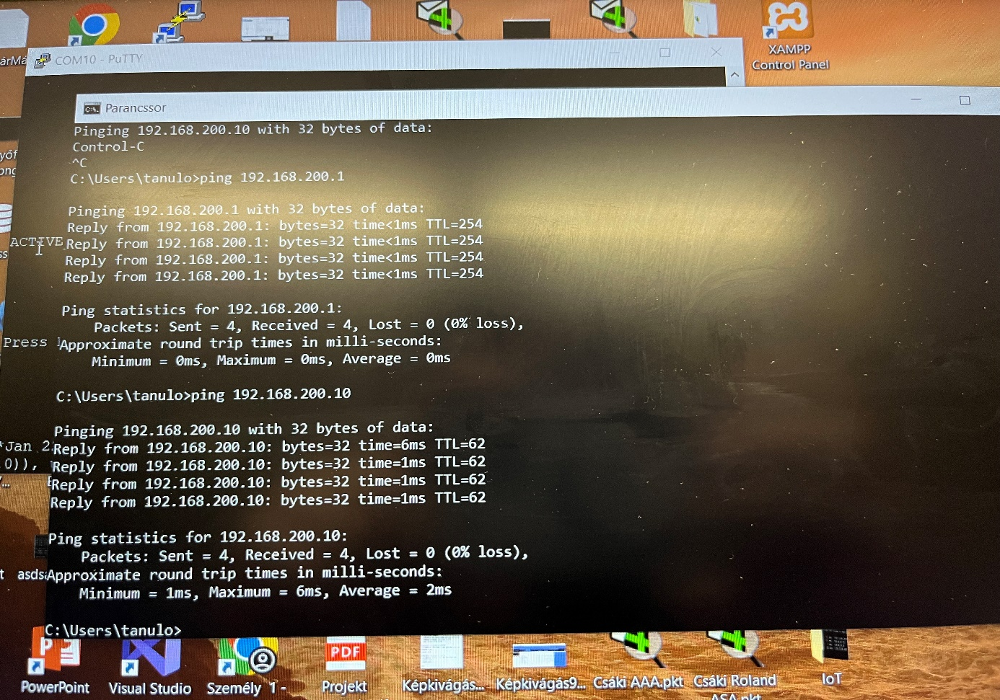 COM10 - PuTTY
XAMPP
Control Panel
Parancssor
Pinging 192.168.200.10 with 32 bytes of data:
Control-C
^C
C:\Users\tanulo>ping 192.168.200.1
Pinging 192.168.200.1 with 32 bytes of data:
Reply from 192.168.200.1: bytes=32 time<1ms TTL=254
ACTIVE
Reply from 192.168.200.1: bytes=32 time<1ms TTL=254
Reply from 192.168.200.1: bytes=32 time<1ms TTL=254
Reply from 192.168.200.1: bytes=32 time<1ms TTL=254
Ping statistics for 192.168.200.1:
Packets: Sent = 4, Received = 4, Lost = 0 (0% loss),
Press
Approximate round trip times in milli-seconds:
Minimum = 0ms, Maximum = 0ms, Average = 0ms
C:\Users\tanulo>ping 192.168.200.10
Pinging 192.168.200.10 with 32 bytes of data:
*Jan 2
Reply from 192.168.200.10: bytes=32 time=6ms TTL=62
0)),
Reply from 192.168.200.10: bytes=32 time=1ms TTL=62
Reply from 192.168.200.10: bytes=32 time=1ms TTL=62
Reply from 192.168.200.10: bytes=32 time=1ms TTL=62
Ping statistics for 192.168.200.10:
Packets: Sent = 4, Received = 4, Lost = 0 (0% loss),
Approximate round trip times in milli-seconds:
Minimum = 1ms, Maximum = 6ms, Average = 2ms
C:\Users\tanulo>
PDF
PowerPoint
Visual Studio
Személy 1 -
Projekt
Képkivágás...
Képkivágás9...
Csáki AAA.pkt
Csáki Roland
ASA.pkt
IoT